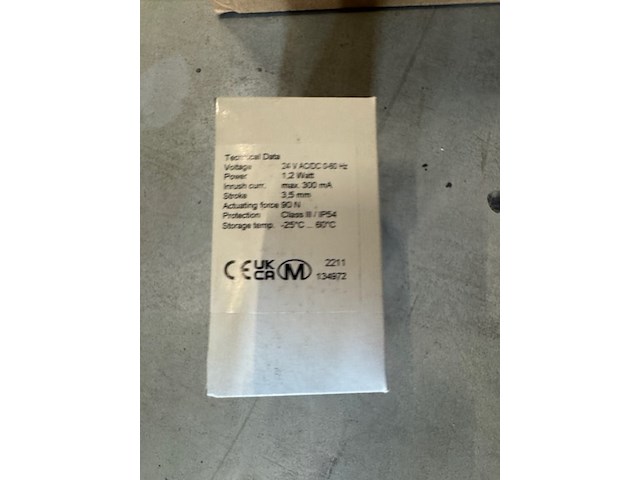 Technical Data
Voltage 24 V AC/DC 0-60 Hz
Power 1,2 Watt
Inrush curr. max. 300 mA
Stroke 3,5 mm
Actuating force 90 N
Protection Class III / IP54
Storage temp. -25°C ... 60°C
CE UK CA M 2211
134972